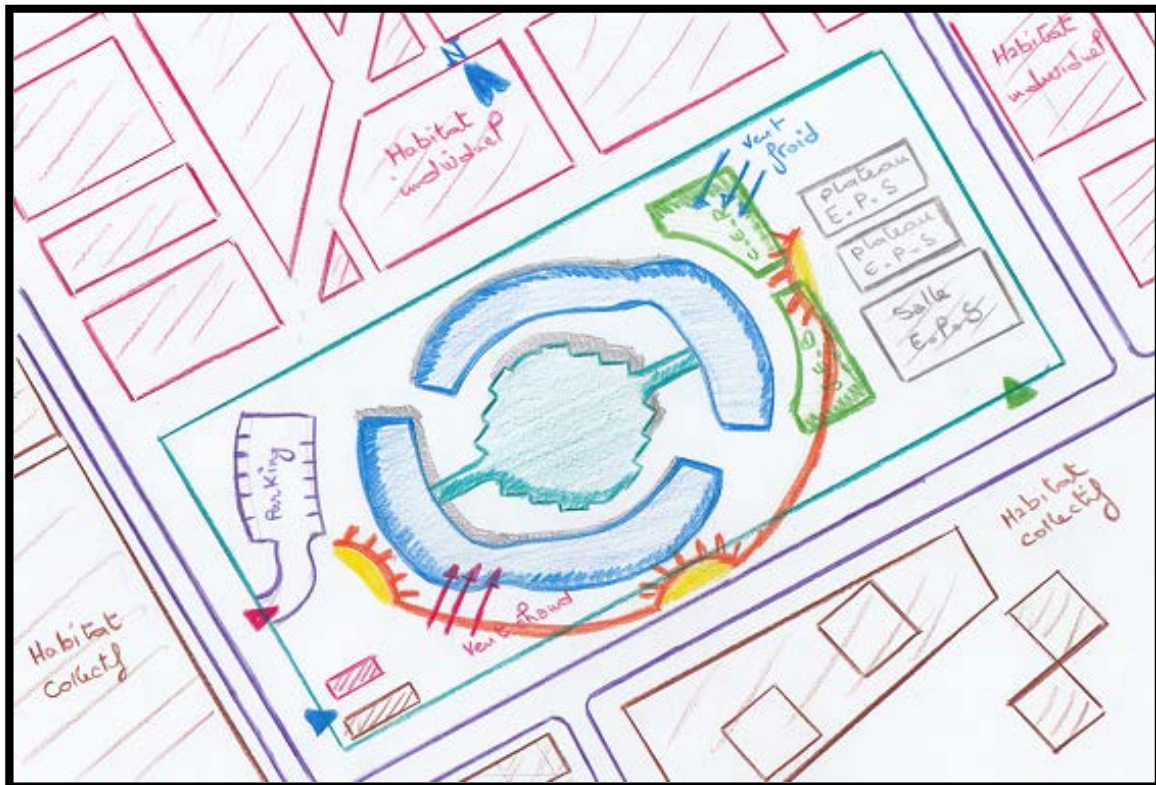 N
Habitat
individuel
Habitat
individuel
vent
froid
plateau
E.P.S
plateau
E.P.S
Salle
E.P.S
Parking
vent chaud
Habitat
collectif
Habitat
collectif